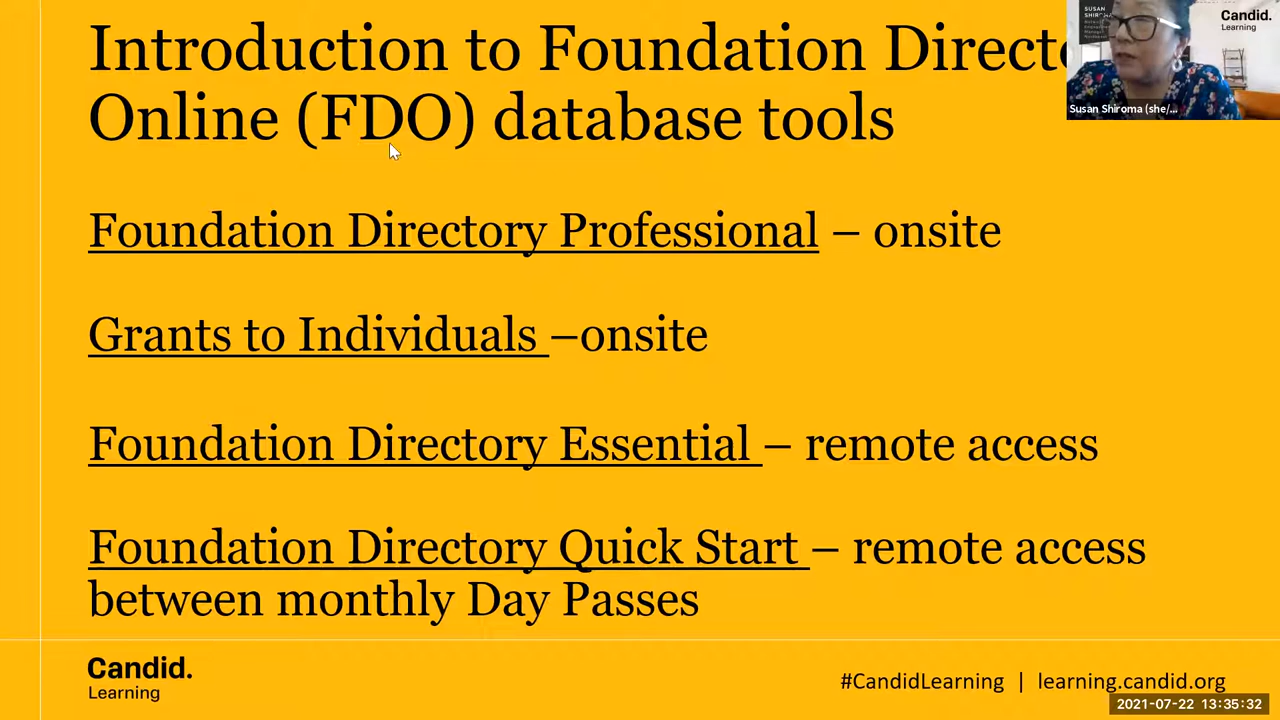 Introduction to Foundation Directo
Online (FDO) database tools
Foundation Directory Professional – onsite
Grants to Individuals –onsite
Foundation Directory Essential – remote access
Foundation Directory Quick Start – remote access
between monthly Day Passes
Candid.
Learning
#CandidLearning | learning.candid.org
2021-07-22 13:35:32
SUSAN
SHIROMA
Candid.
Learning
Susan Shiroma (she/...